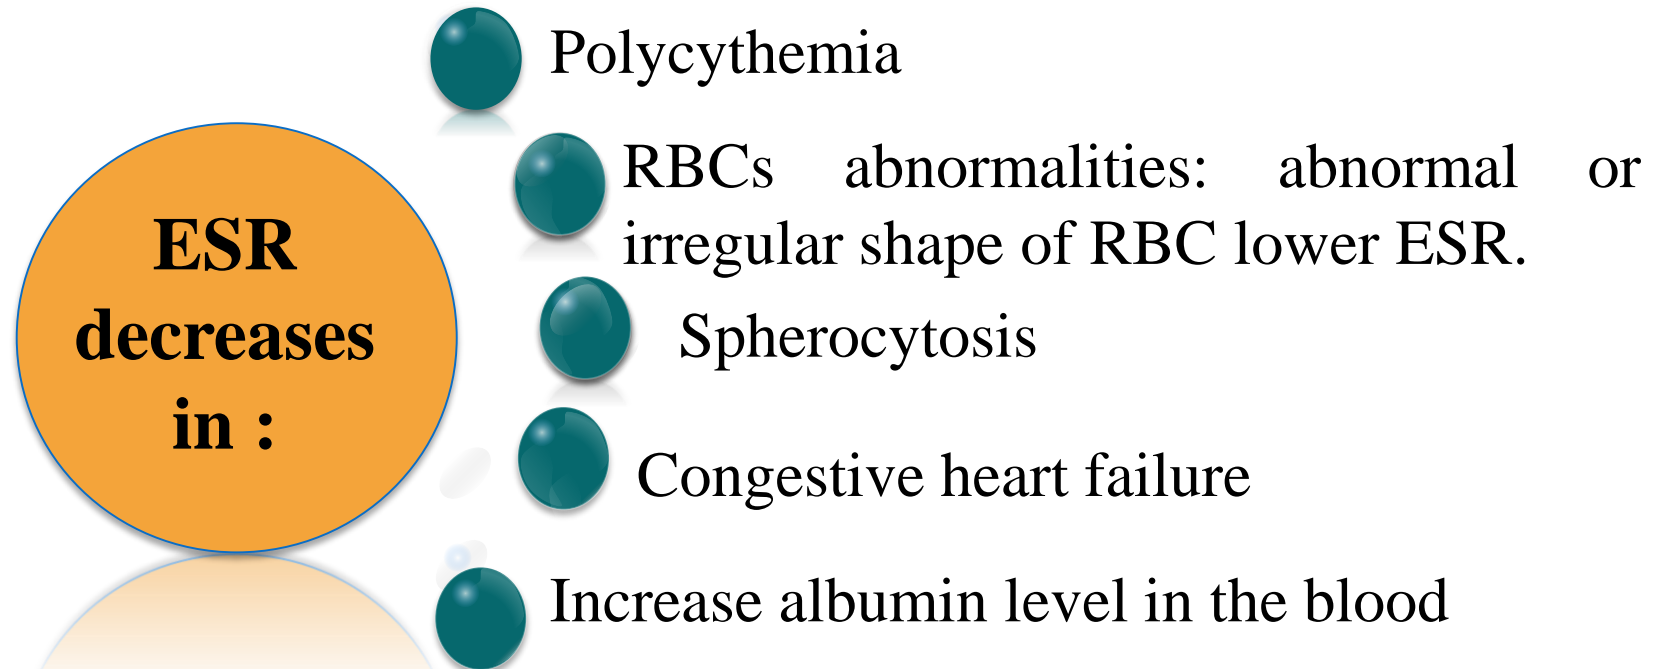 ESR
decreases
in :
Polycythemia
RBCs abnormalities: abnormal or
irregular shape of RBC lower ESR.
Spherocytosis
Congestive heart failure
Increase albumin level in the blood